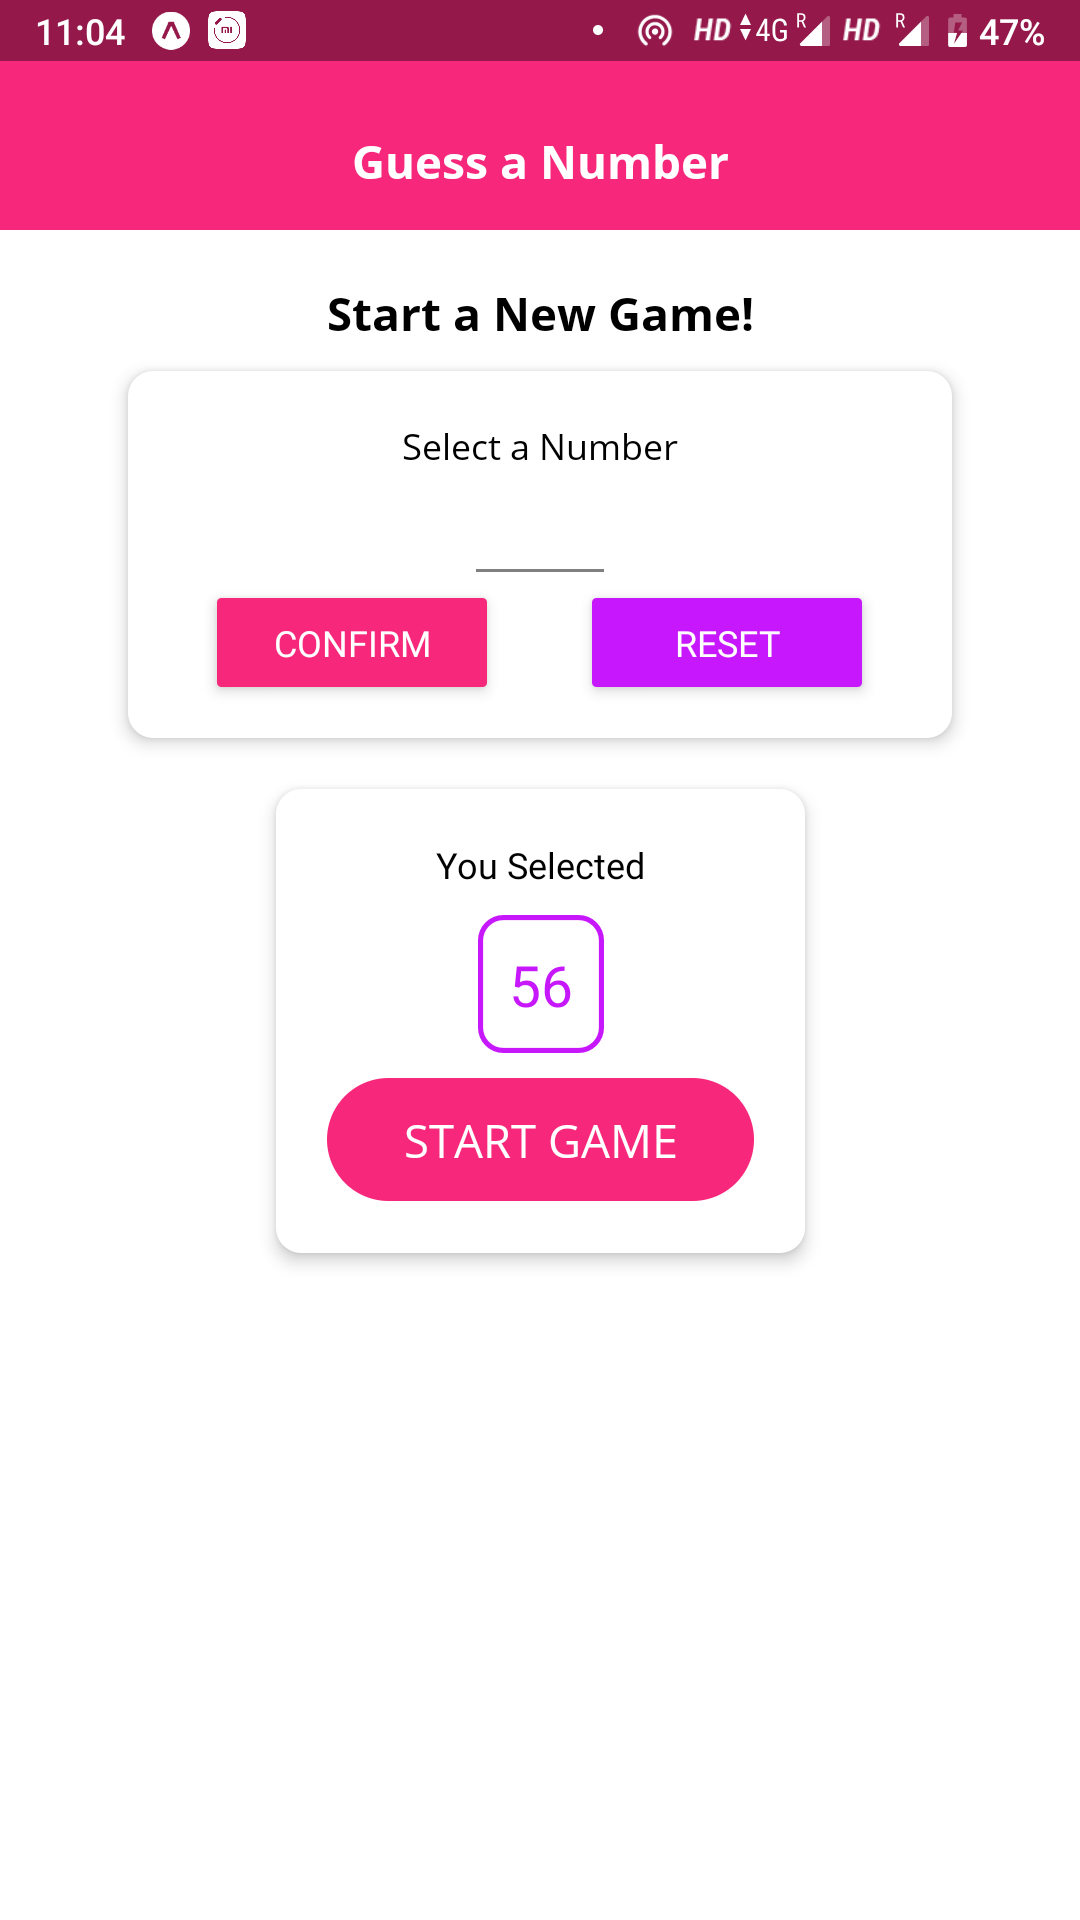 11:04 HD 4G R HD R 47%
Guess a Number
Start a New Game!
Select a Number
CONFIRM RESET
You Selected
56
START GAME